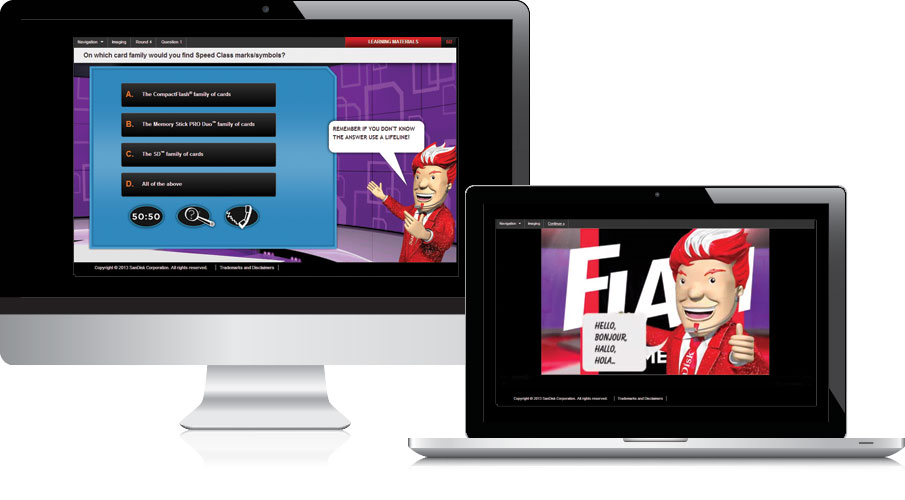 Navigation Imaging Round 4 Question 1 LEARNING MATERIALS
On which card family would you find Speed Class marks/symbols?
A. The CompactFlash® family of cards
B. The Memory Stick PRO Duo™ family of cards
C. The SD™ family of cards
D. All of the above
50:50
?
REMEMBER IF YOU DON'T KNOW
THE ANSWER USE A LIFELINE!
Copyright © 2013 SanDisk Corporation. All rights reserved. | Trademarks and Disclaimers |
Navigation Imaging Continue »
FLA
HELLO,
BONJOUR,
HALLO,
HOLA...
ME
Disk
Copyright © 2013 SanDisk Corporation. All rights reserved. | Trademarks and Disclaimers |